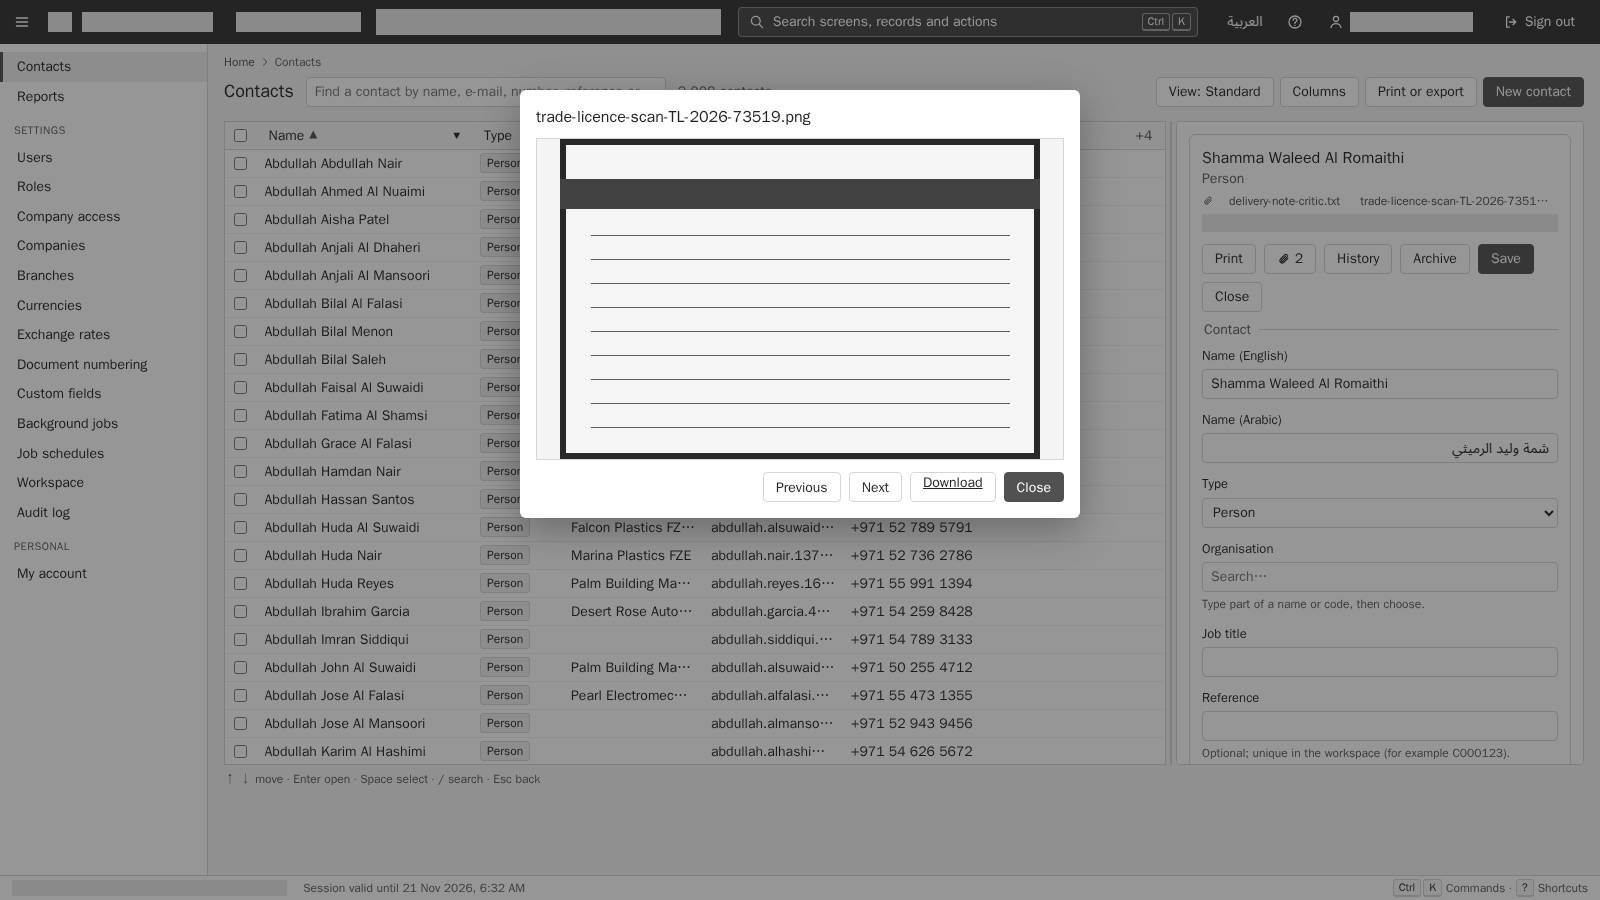 Search screens, records and actions
Ctrl K
العربية
Sign out
Contacts
Reports
SETTINGS
Users
Roles
Company access
Companies
Branches
Currencies
Exchange rates
Document numbering
Custom fields
Background jobs
Job schedules
Workspace
Audit log
PERSONAL
My account
Home > Contacts
Contacts
View: Standard
Columns
Print or export
New contact
Name
Type
+4
Abdullah Abdullah Nair
Abdullah Ahmed Al Nuaimi
Abdullah Aisha Patel
Abdullah Anjali Al Dhaheri
Abdullah Anjali Al Mansoori
Abdullah Bilal Al Falasi
Abdullah Bilal Menon
Abdullah Bilal Saleh
Abdullah Faisal Al Suwaidi
Abdullah Fatima Al Shamsi
Abdullah Grace Al Falasi
Abdullah Hamdan Nair
Abdullah Hassan Santos
Abdullah Huda Al Suwaidi Person Falcon Plastics FZ… abdullah.alsuwaid… +971 52 789 5791
Abdullah Huda Nair Person Marina Plastics FZE abdullah.nair.137… +971 52 736 2786
Abdullah Huda Reyes Person Palm Building Ma… abdullah.reyes.16… +971 55 991 1394
Abdullah Ibrahim Garcia Person Desert Rose Auto… abdullah.garcia.4… +971 54 259 8428
Abdullah Imran Siddiqui Person abdullah.siddiqui.… +971 54 789 3133
Abdullah John Al Suwaidi Person Palm Building Ma… abdullah.alsuwaid… +971 50 255 4712
Abdullah Jose Al Falasi Person Pearl Electromec… abdullah.alfalasi.… +971 55 473 1355
Abdullah Jose Al Mansoori Person abdullah.almanso… +971 52 943 9456
Abdullah Karim Al Hashimi Person abdullah.alhashi… +971 54 626 5672
↑ ↓ move · Enter open · Space select · / search · Esc back
trade-licence-scan-TL-2026-73519.png
Previous
Next
Download
Close
Shamma Waleed Al Romaithi
Person
delivery-note-critic.txt
trade-licence-scan-TL-2026-7351…
Print
2
History
Archive
Save
Close
Contact
Name (English)
Shamma Waleed Al Romaithi
Name (Arabic)
شمة وليد الرميثي
Type
Person
Organisation
Search…
Type part of a name or code, then choose.
Job title
Reference
Optional; unique in the workspace (for example C000123).
Session valid until 21 Nov 2026, 6:32 AM
Ctrl K Commands · ? Shortcuts